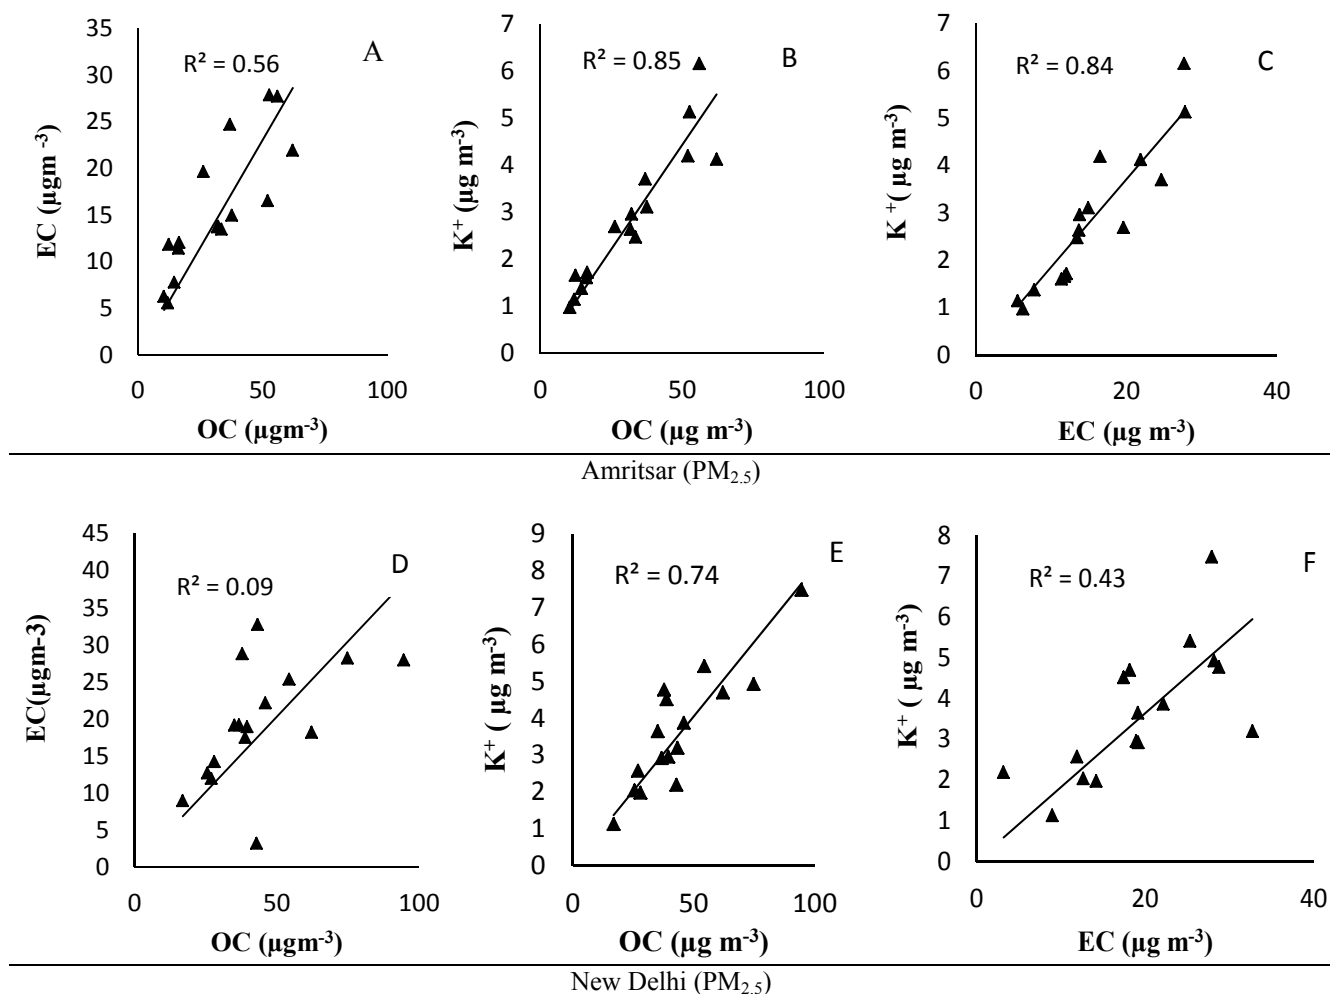 A
R² = 0.56
EC (µgm -3)
35
30
25
20
15
10
5
0
0 50 100
OC (µgm-3)
B
R² = 0.85
K+ (µg m-3)
7
6
5
4
3
2
1
0
0 50 100
OC (µg m-3)
C
R² = 0.84
K +( µg m-3)
7
6
5
4
3
2
1
0
0 20 40
EC (µg m-3)
Amritsar (PM2.5)
D
R² = 0.09
EC(µgm-3)
45
40
35
30
25
20
15
10
5
0
0 50 100
OC (µgm-3)
E
R² = 0.74
K+ ( µg m-3)
9
8
7
6
5
4
3
2
1
0
0 50 100
OC (µg m-3)
F
R² = 0.43
K+ ( µg m-3)
8
7
6
5
4
3
2
1
0
0 20 40
EC (µg m-3)
New Delhi (PM2.5)